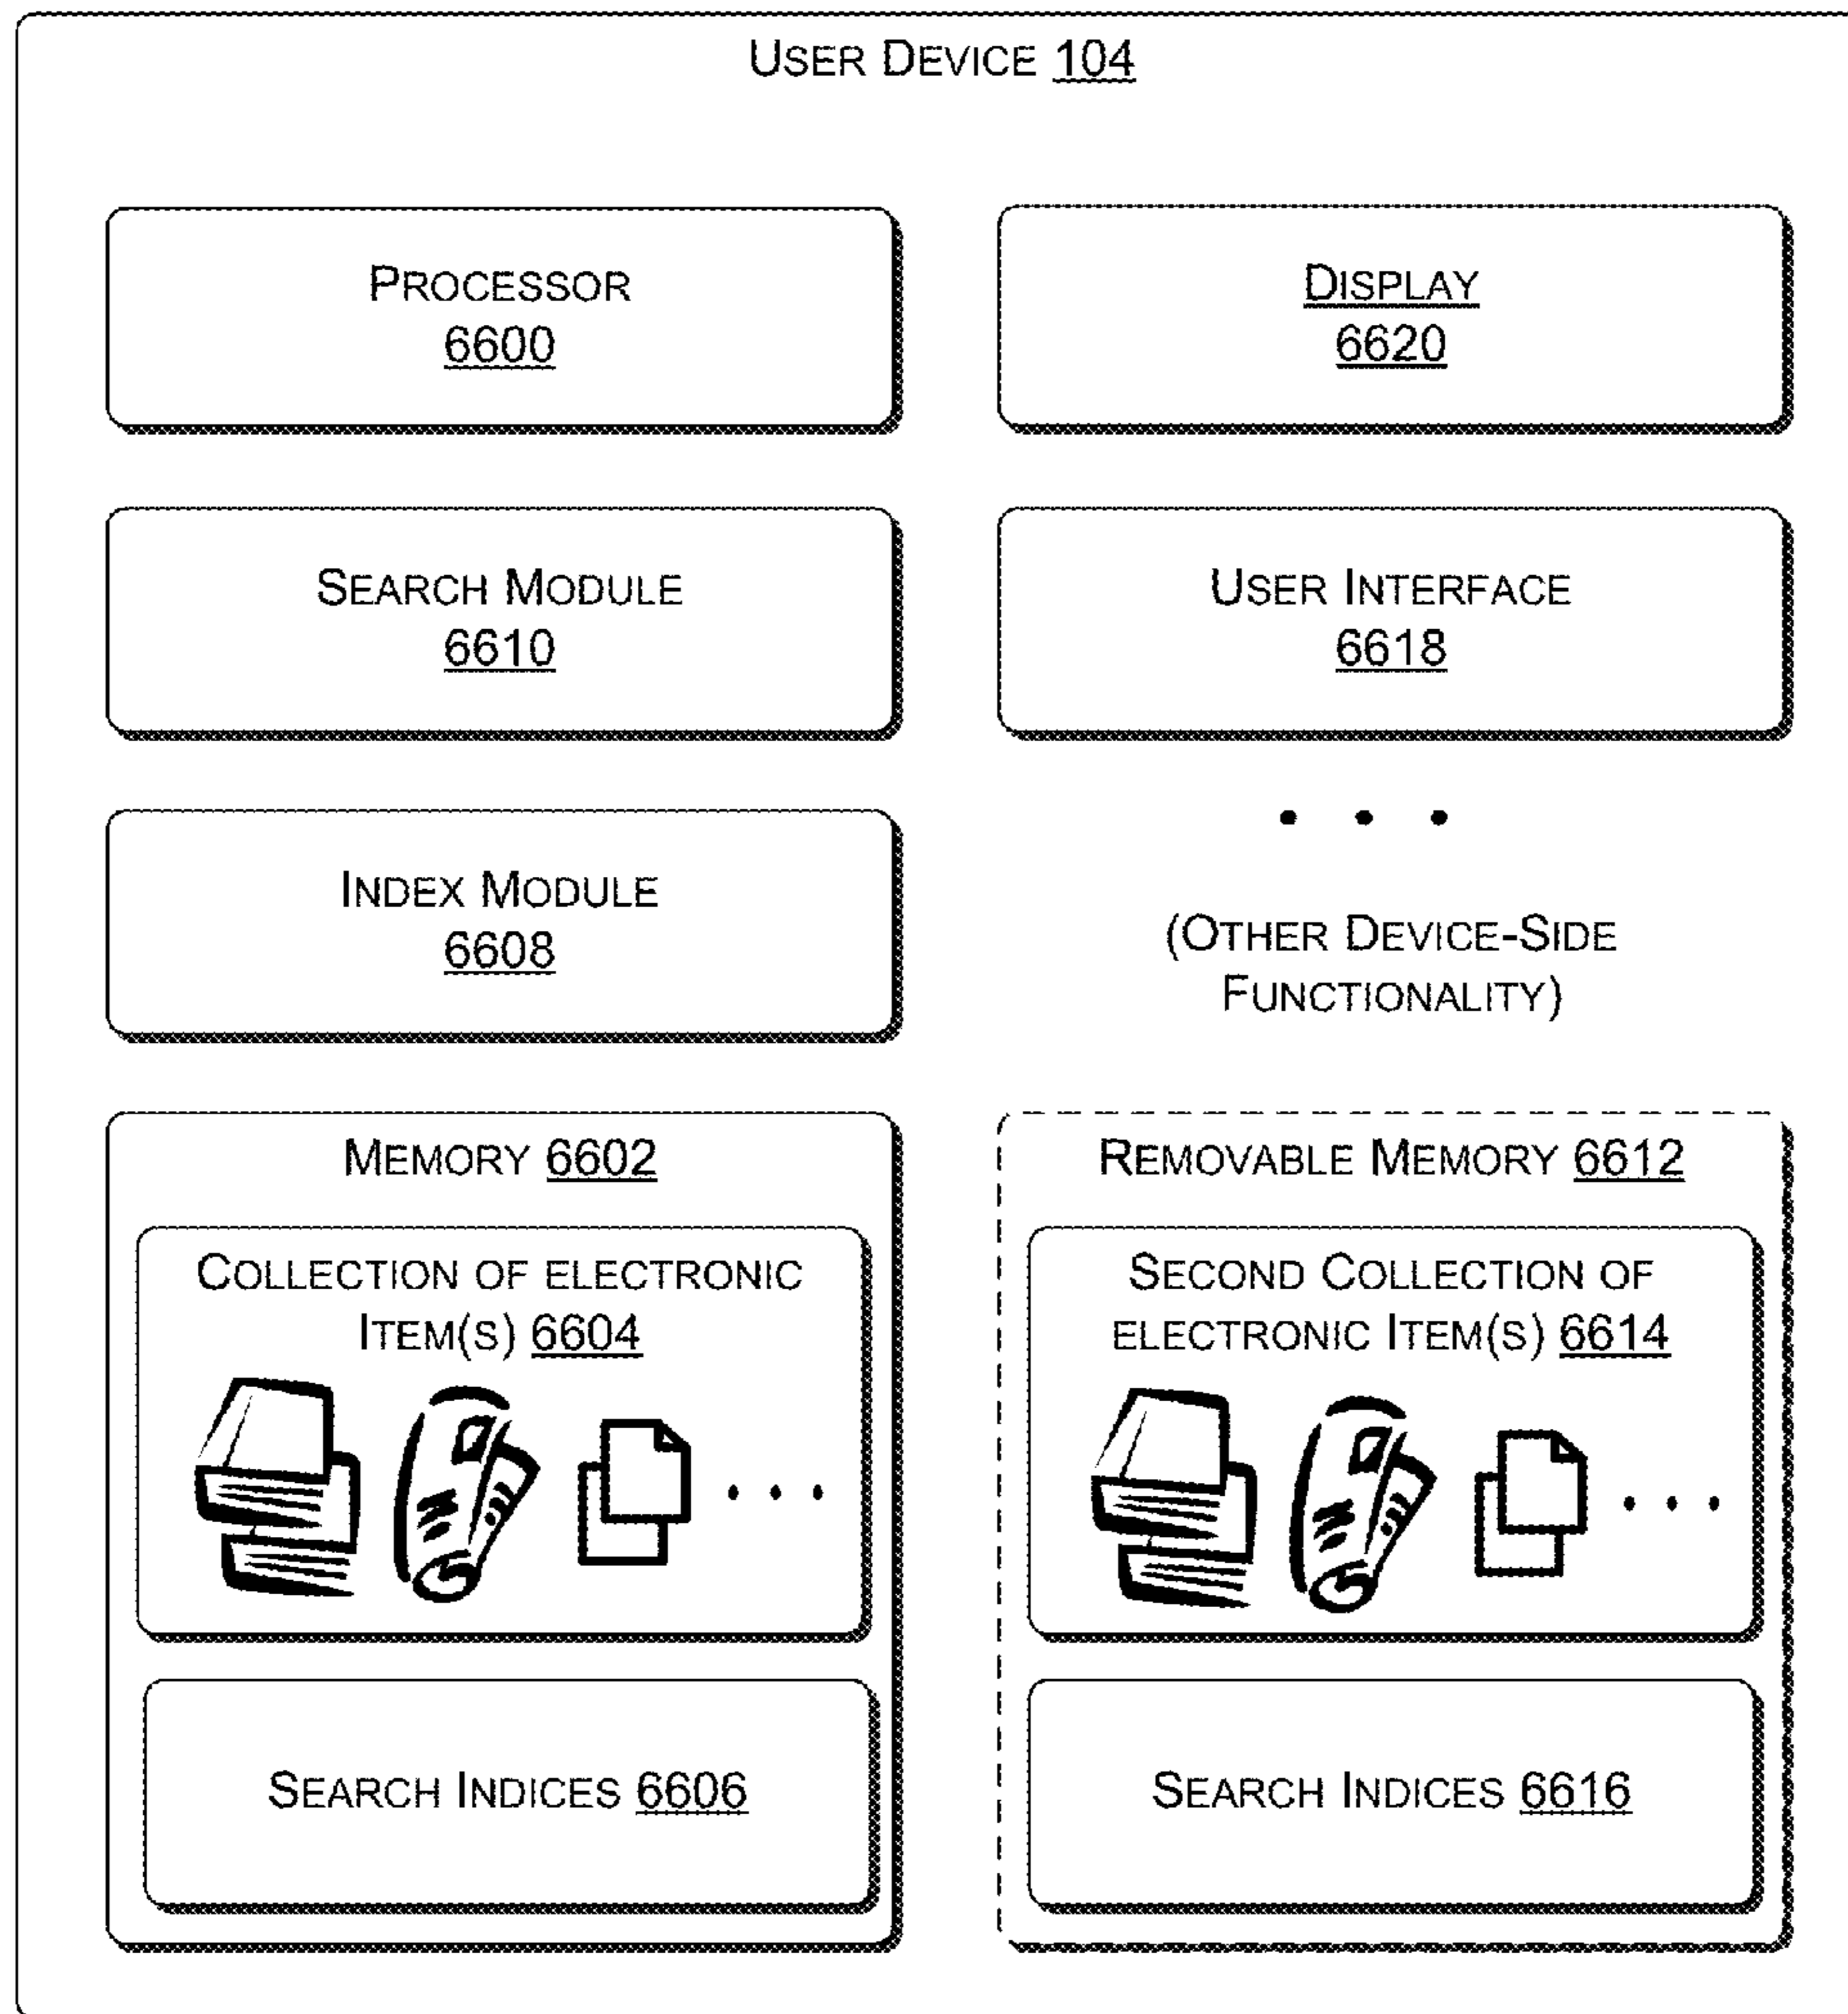 USER DEVICE 104
PROCESSOR
6600
DISPLAY
6620
SEARCH MODULE
6610
USER INTERFACE
6618
INDEX MODULE
6608
• • •
(OTHER DEVICE-SIDE
FUNCTIONALITY)
MEMORY 6602
COLLECTION OF ELECTRONIC
ITEM(S) 6604
• • •
SEARCH INDICES 6606
REMOVABLE MEMORY 6612
SECOND COLLECTION OF
ELECTRONIC ITEM(S) 6614
• • •
SEARCH INDICES 6616